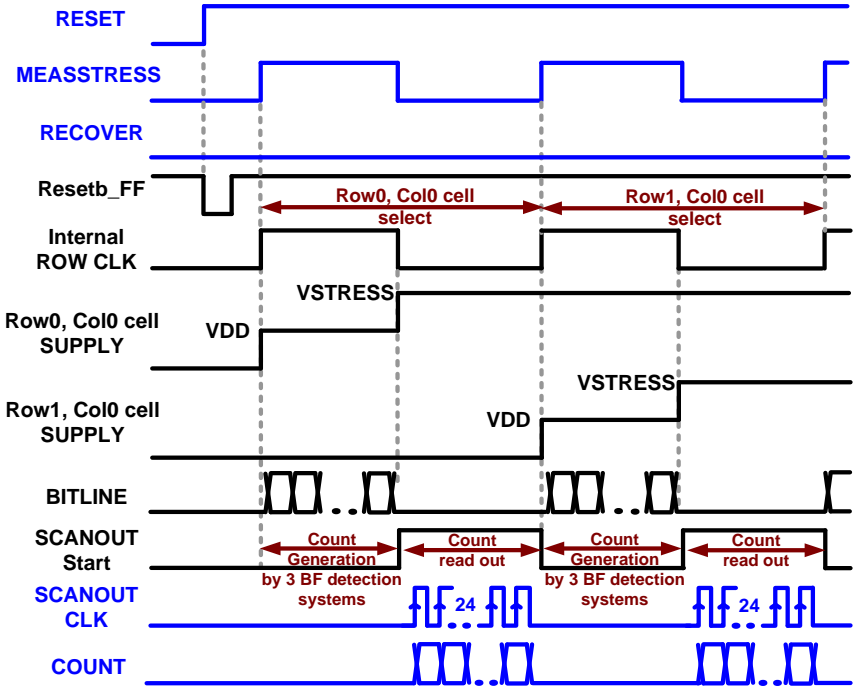 RESET
MEASSTRESS
RECOVER
Resetb_FF
Row0, Col0 cell
select
Row1, Col0 cell
select
Internal
ROW CLK
VSTRESS
Row0, Col0 cell
SUPPLY
VDD
VSTRESS
Row1, Col0 cell
SUPPLY
VDD
BITLINE
SCANOUT
Start
Count
Generation
by 3 BF detection
systems
Count
read out
Count
Generation
by 3 BF detection
systems
Count
read out
SCANOUT
CLK
24
24
COUNT